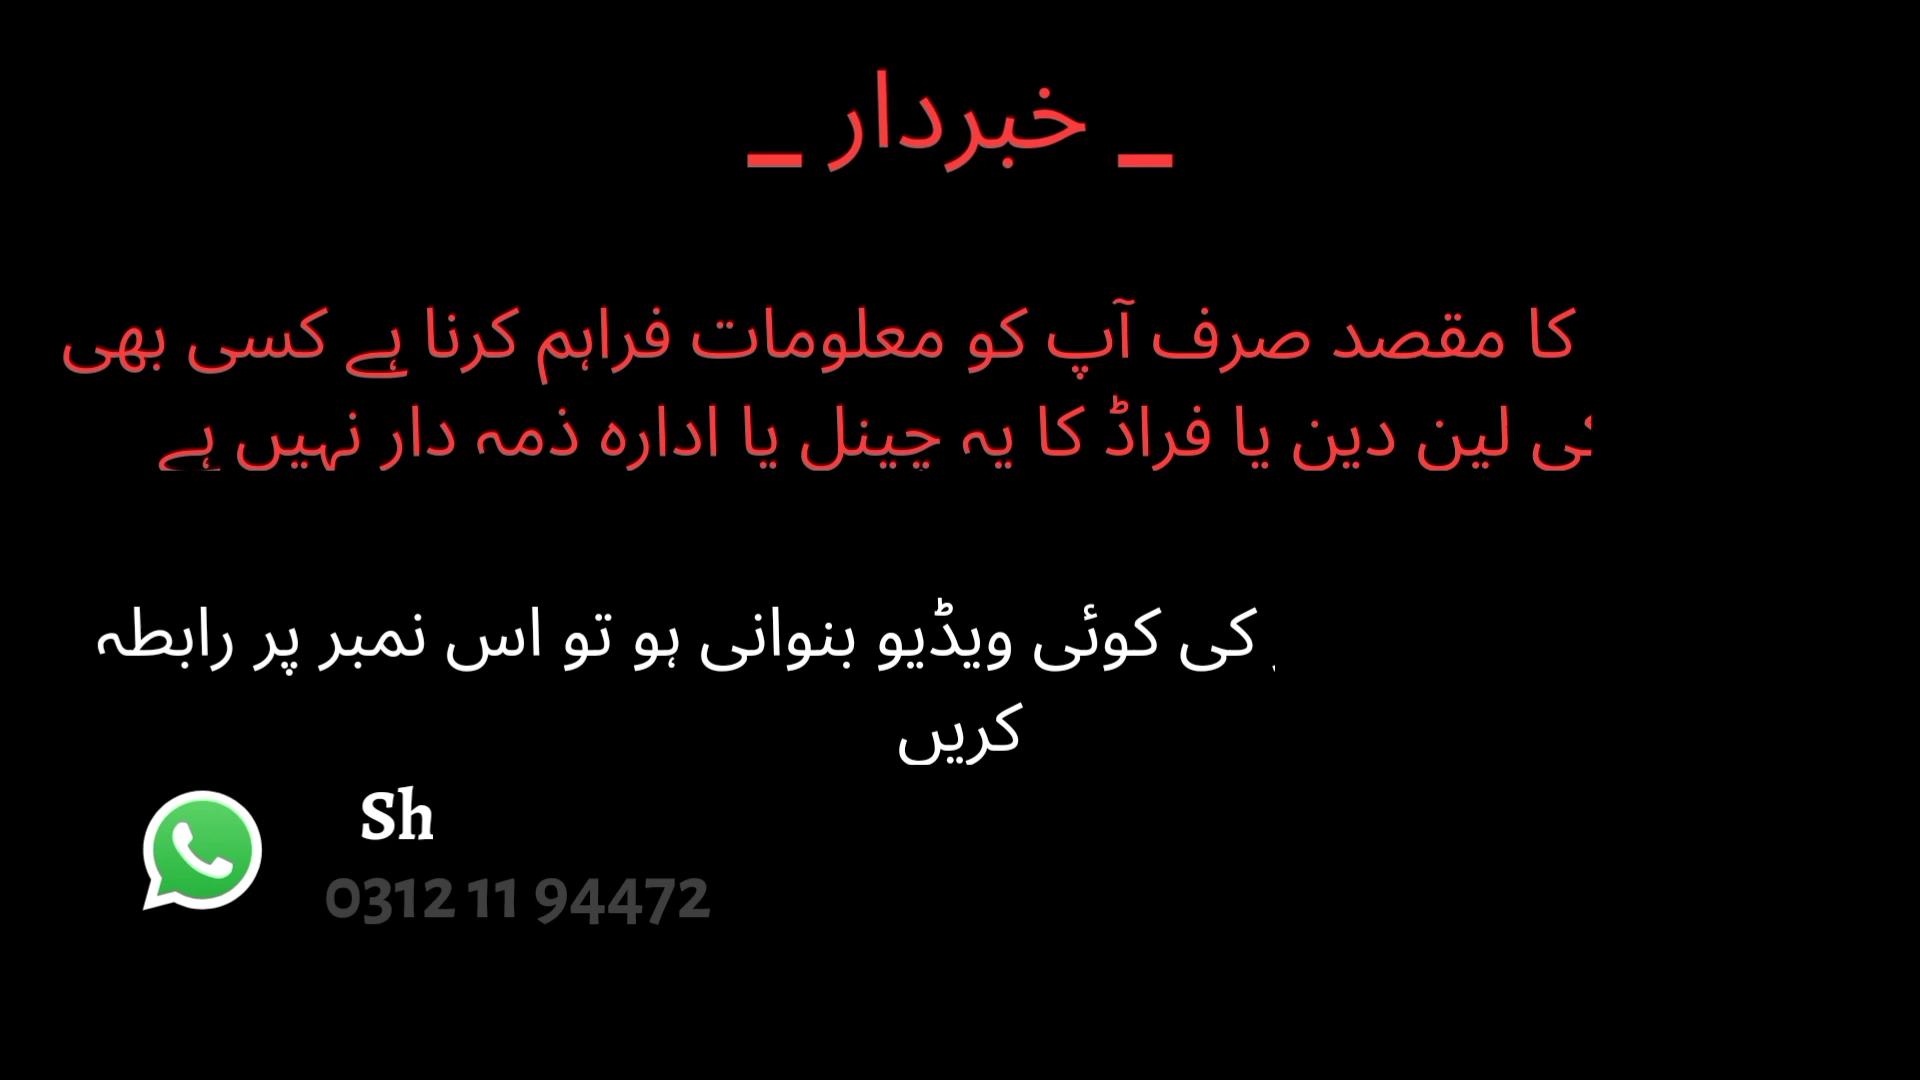 _ خبردار _
کا مقصد صرف آپ کو معلومات فراہم کرنا ہے کسی بھی
لین دین یا فراڈ کا یہ چینل یا ادارہ ذمہ دار نہیں ہے
کی کوئی ویڈیو بنوانی ہو تو اس نمبر پر رابطہ
کریں
Sh
0312 11 94472